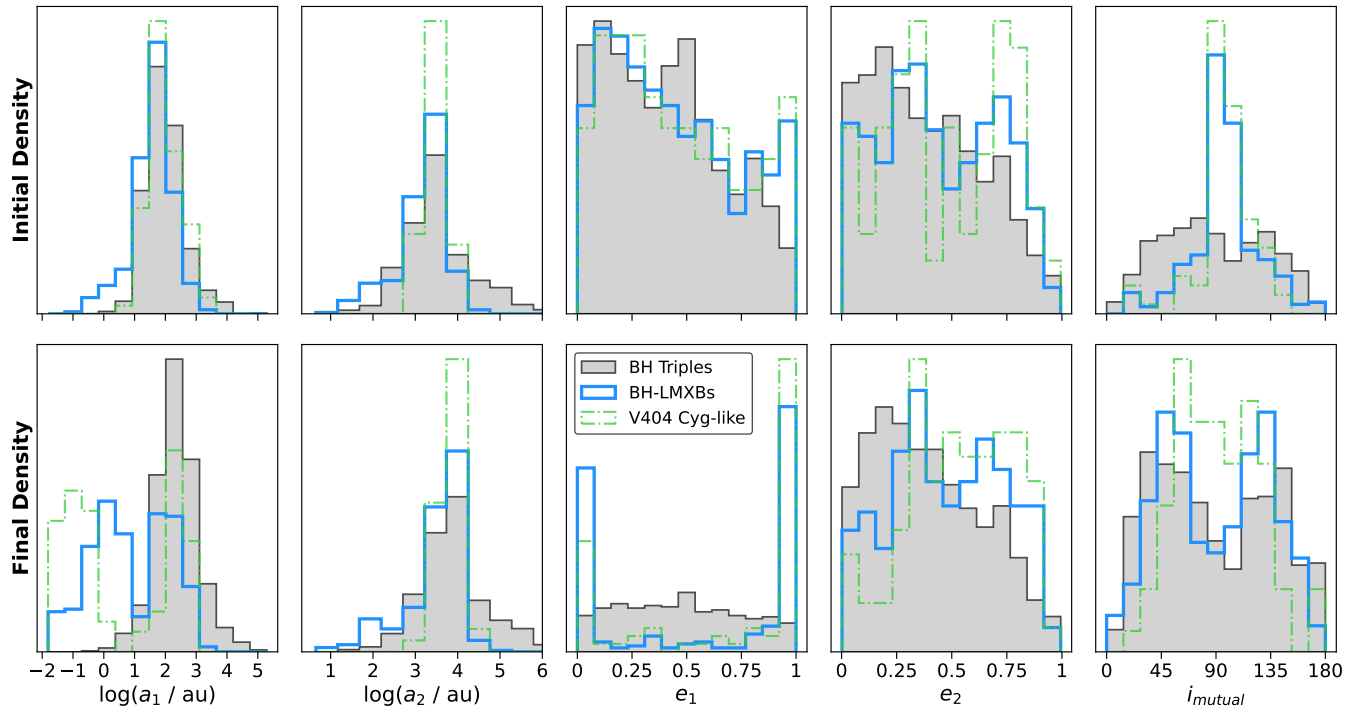 Initial Density
Final Density
BH Triples
BH-LMXBs
V404 Cyg-like
−2 −1 0 1 2 3 4 5
1 2 3 4 5 6
0 0.25 0.5 0.75 1
0 0.25 0.5 0.75 1
0 45 90 135 180
log(a₁ / au)
log(a₂ / au)
e₁
e₂
i_mutual